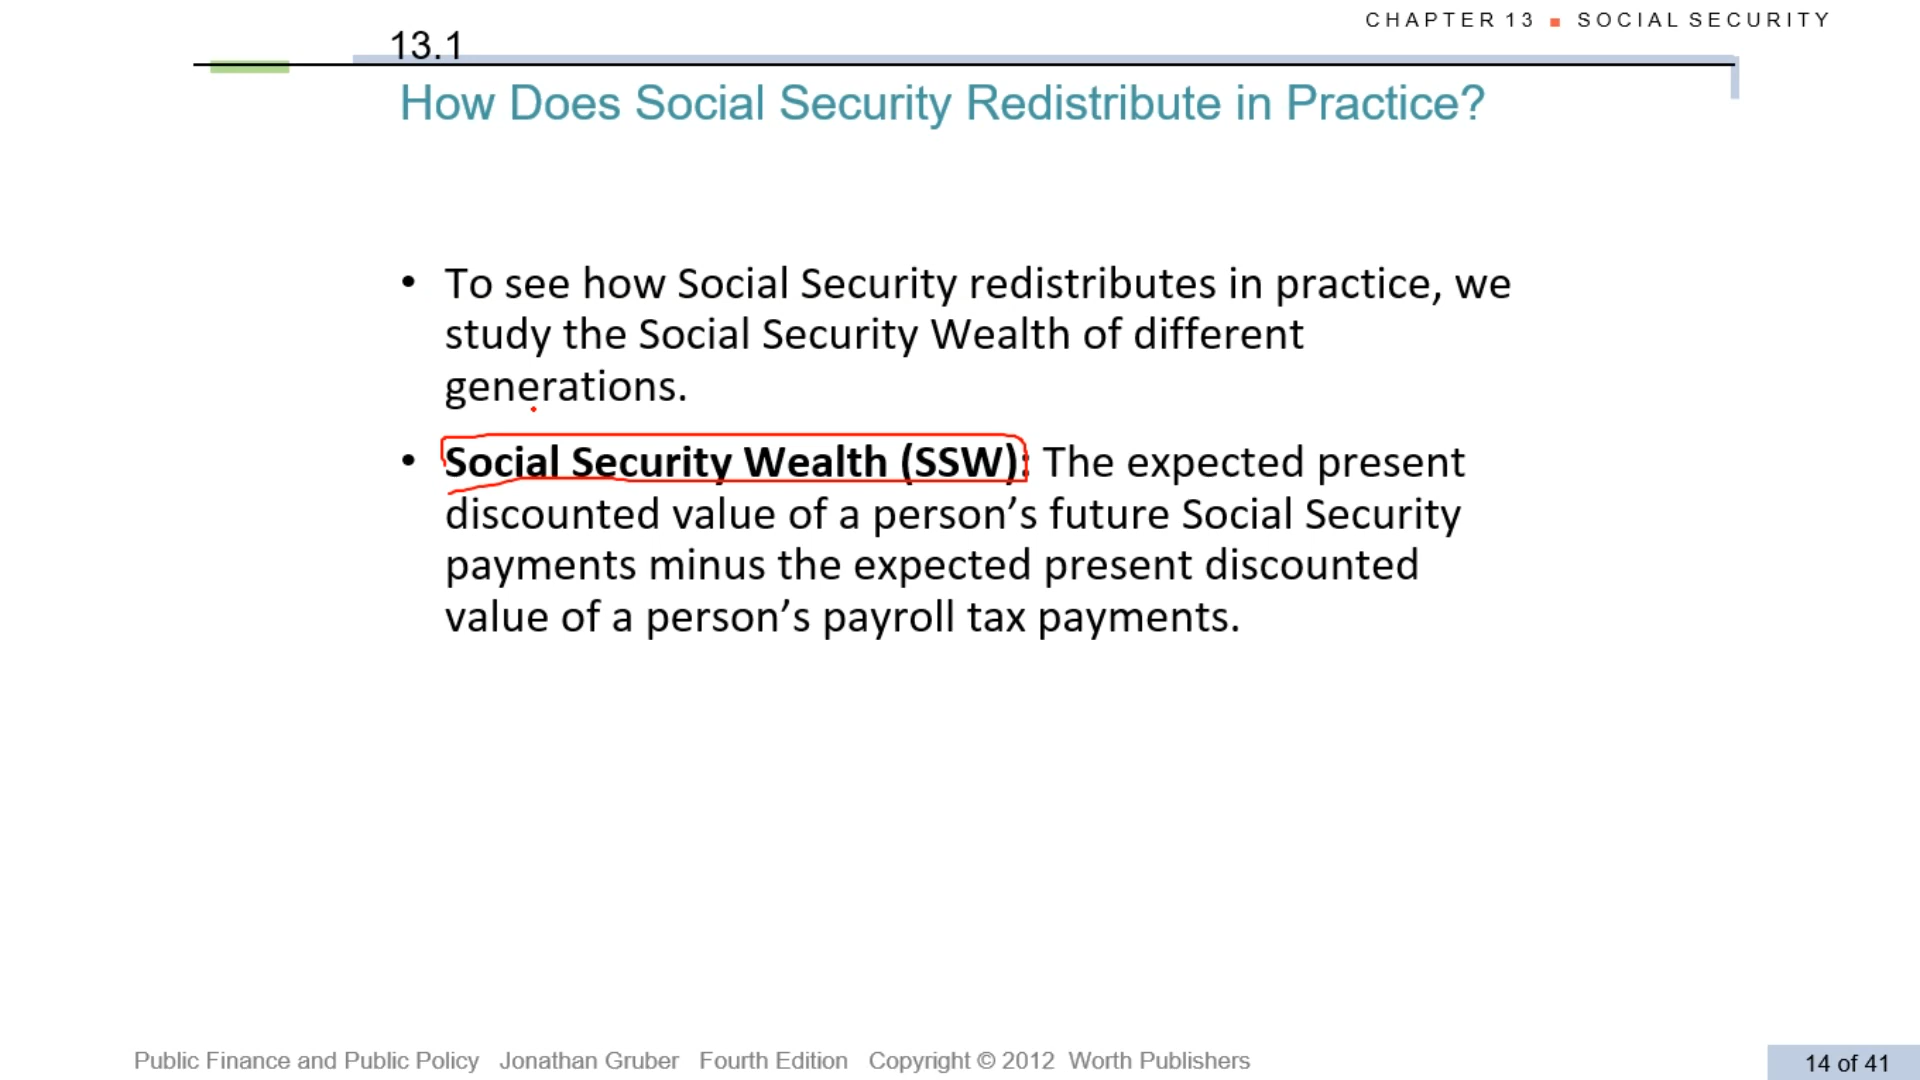 CHAPTER 13 ■ SOCIAL SECURITY
13.1
How Does Social Security Redistribute in Practice?
• To see how Social Security redistributes in practice, we
study the Social Security Wealth of different
generations.
• Social Security Wealth (SSW): The expected present
discounted value of a person’s future Social Security
payments minus the expected present discounted
value of a person’s payroll tax payments.
Public Finance and Public Policy Jonathan Gruber Fourth Edition Copyright © 2012 Worth Publishers
14 of 41